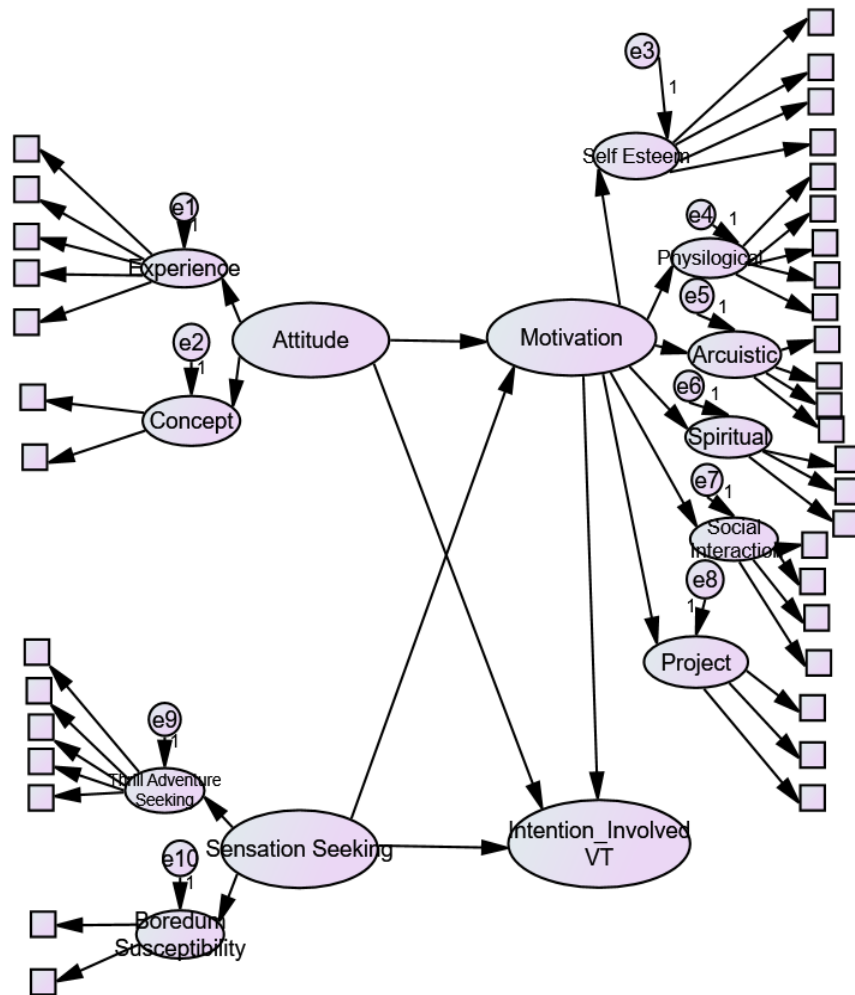 e3
1
Self Esteem
e1
1
Experience
e4
1
Physilogical
e5
1
e2
1
Attitude
Motivation
Arcuistic
e6
1
Concept
Spiritual
e7
1
Social
Interaction
e8
1
Project
e9
1
Thrill Adventure
Seeking
Sensation Seeking
Intention_Involved
VT
e10
1
Boredum
Susceptibility